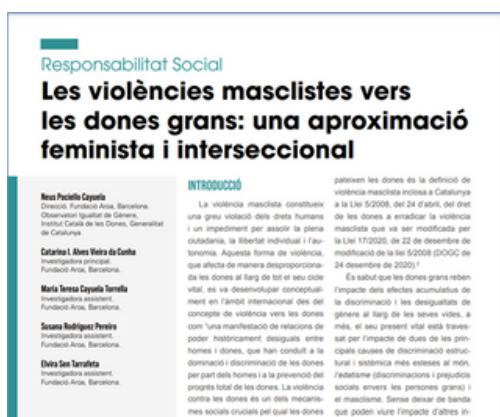 Responsabilitat Social
Les violències masclistes vers
les dones grans: una aproximació
feminista i interseccional
Neus Pociello Cayuela
Direcció. Fundació Aroa, Barcelona.
Observatori Igualtat de Gènere,
Institut Català de les Dones, Generalitat
de Catalunya
Catarina I. Alves Vieira da Cunha
Investigadora principal.
Fundació Aroa, Barcelona.
Maria Teresa Cayuela Torrella
Investigadora assistent.
Fundació Aroa, Barcelona.
Susana Rodríguez Pereiro
Investigadora assistent.
Fundació Aroa, Barcelona.
Elvira Sen Tarrafeta
Investigadora assistent.
Fundació Aroa, Barcelona.
INTRODUCCIÓ
La violència masclista constitueix
una greu violació dels drets humans
i un impediment per assolir la plena
ciutadania, la llibertat individual i l'au-
tonomia. Aquesta forma de violència,
que afecta de manera desproporciona-
da les dones al llarg de tot el seu cicle
vital, es va desenvolupar conceptual-
ment en l'àmbit internacional des del
concepte de violència vers les dones
com "una manifestació de relacions de
poder històricament desiguals entre
homes i dones, que han conduït a la
dominació i discriminació de les dones
per part dels homes i a la prevenció del
progrés total de les dones. La violència
contra les dones és un dels mecanis-
mes socials crucials pel qual les dones
pateixen les dones és la definició de
violència masclista inclosa a Catalunya
a la Llei 5/2008, del 24 d'abril, del dret
de les dones a erradicar la violència
masclista que va ser modificada per
la Llei 17/2020, de 22 de desembre de
modificació de la llei 5/2008 (DOGC de
24 desembre de 2020).²
És sabut que les dones grans reben
l'impacte dels efectes acumulatius de
la discriminació i les desigualtats de
gènere al llarg de les seves vides, a
més, el seu present vital està traves-
sat per l'impacte de dues de les prin-
cipals causes de discriminació estruc-
tural i sistèmica més esteses al món,
l'edatisme (discriminacions i prejudicis
socials envers les persones grans) i
el masclisme. Sense deixar de banda
que poden viure l'impacte d'altres in-